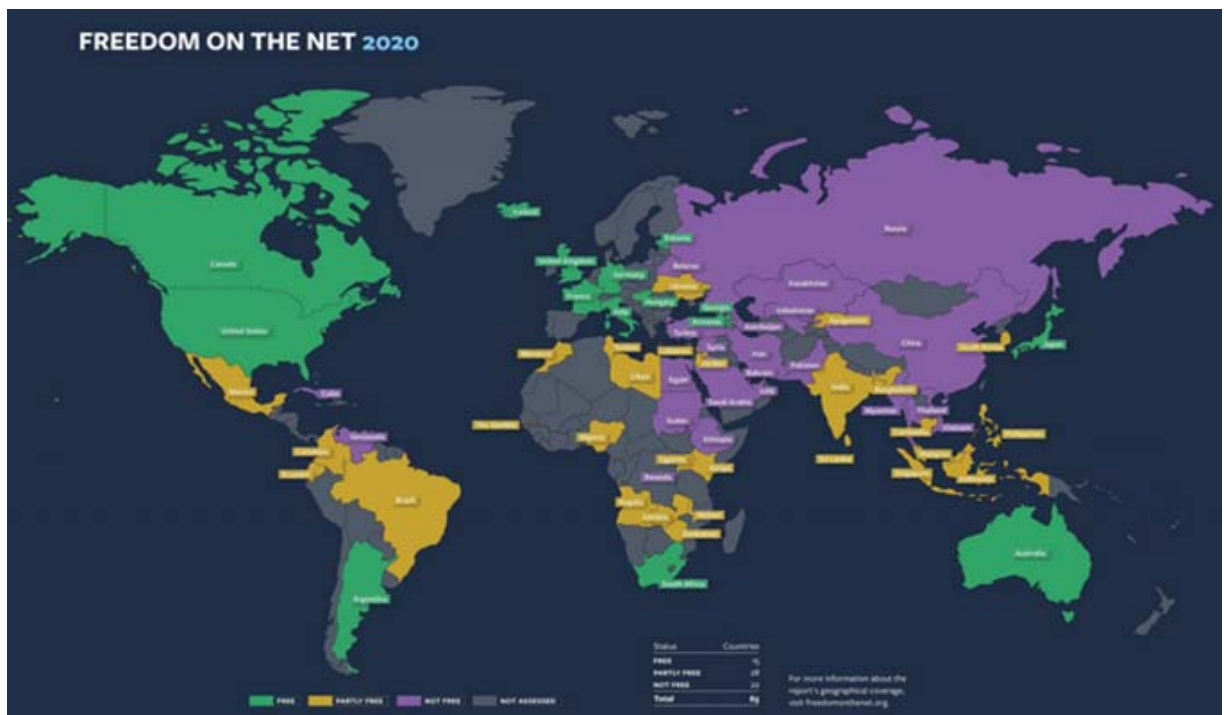 FREEDOM ON THE NET 2020
Iceland
Canada
United Kingdom
Estonia
Russia
Germany
Belarus
Ukraine
France
Hungary
Kazakhstan
Italy
Georgia
Uzbekistan
Kyrgyzstan
United States
Armenia
Azerbaijan
Turkey
China
South Korea
Japan
Morocco
Tunisia
Lebanon
Syria
Iran
Jordan
Pakistan
Mexico
Cuba
Libya
Egypt
Bahrain
UAE
India
Bangladesh
Saudi Arabia
Myanmar
Thailand
Vietnam
The Gambia
Sudan
Cambodia
Philippines
Venezuela
Nigeria
Ethiopia
Colombia
Sri Lanka
Malaysia
Uganda
Kenya
Ecuador
Rwanda
Singapore
Indonesia
Brazil
Angola
Malawi
Zambia
Zimbabwe
Australia
South Africa
Argentina
Status Countries
FREE 15
PARTLY FREE 28
NOT FREE 22
Total 65
For more information about the
report's geographical coverage,
visit freedomonthenet.org.
FREE PARTLY FREE NOT FREE NOT ASSESSED